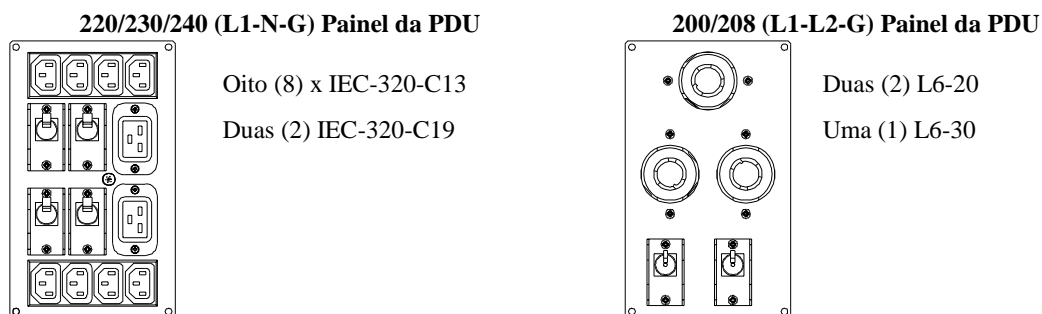 220/230/240 (L1-N-G) Painel da PDU
Oito (8) x IEC-320-C13
Duas (2) IEC-320-C19
200/208 (L1-L2-G) Painel da PDU
Duas (2) L6-20
Uma (1) L6-30